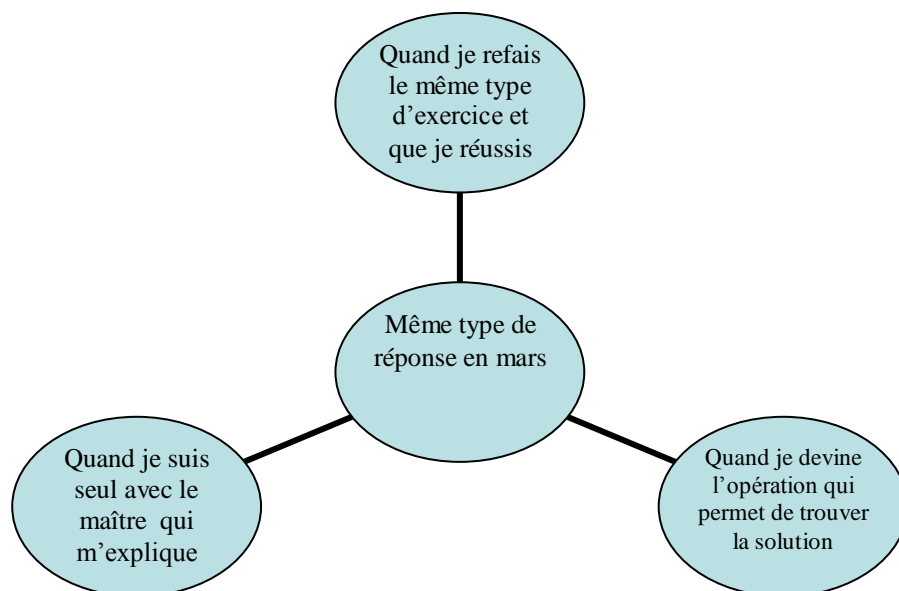 Quand je refais
le même type
d’exercice et
que je réussis
Même type de
réponse en mars
Quand je suis
seul avec le
maître qui
m’explique
Quand je devine
l’opération qui
permet de trouver
la solution